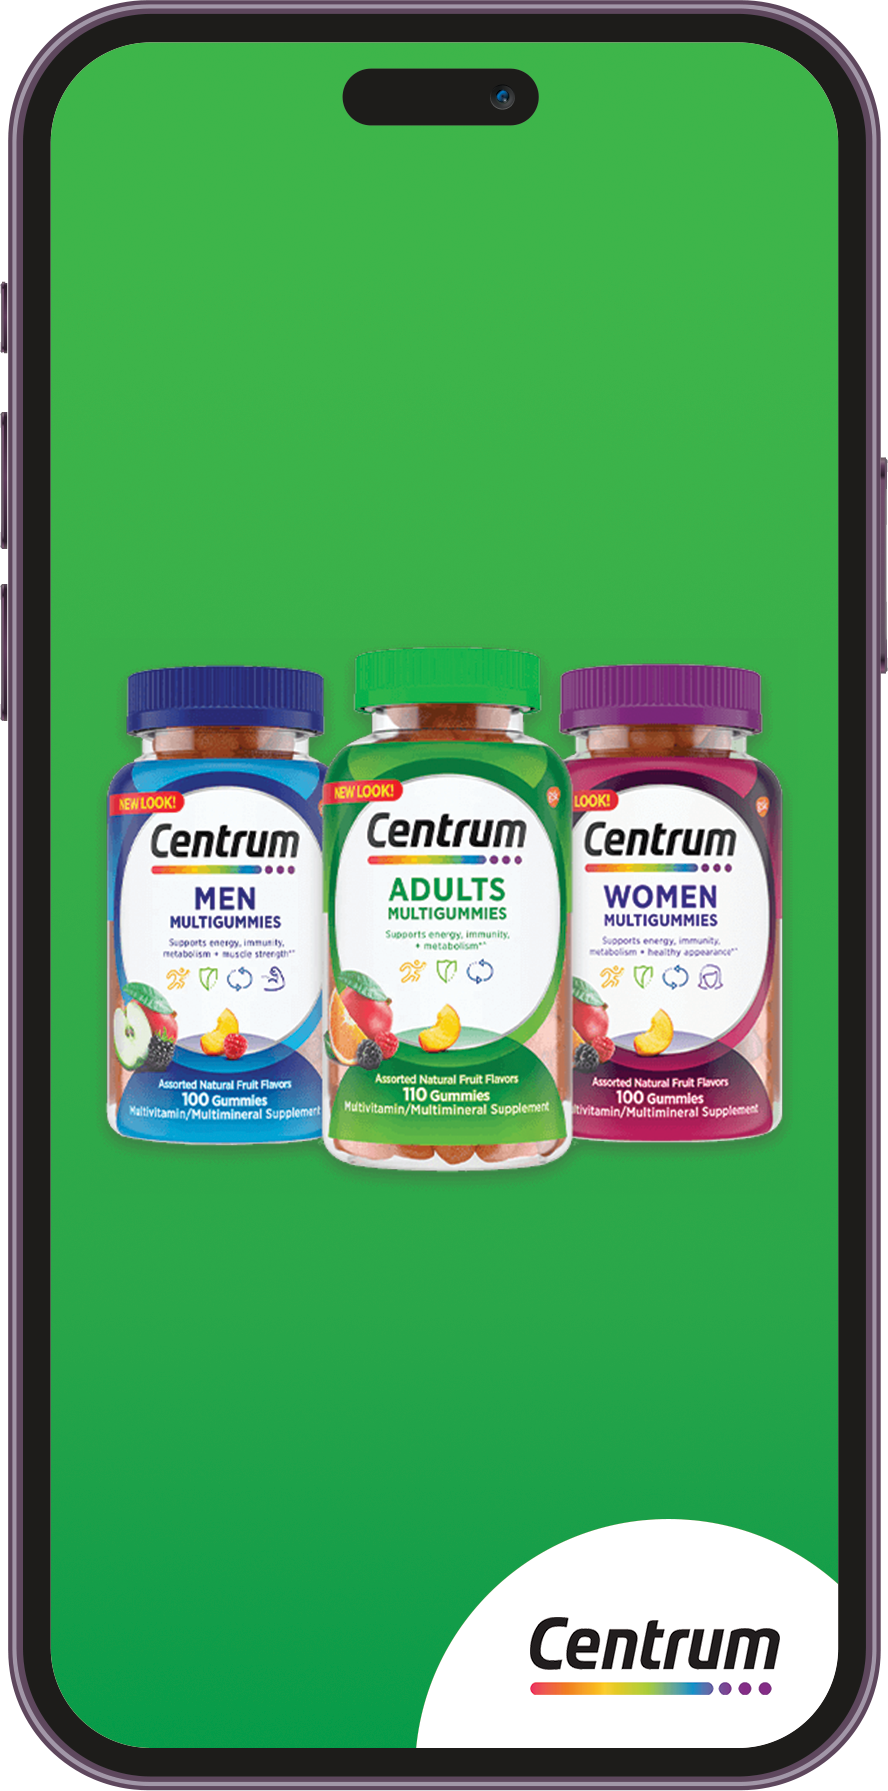 NEW LOOK!
Centrum
MEN
MULTIGUMMIES
Supports energy, immunity,
metabolism + muscle strength**
Assorted Natural Fruit Flavors
100 Gummies
Multivitamin/Multimineral Supplement
NEW LOOK!
Centrum
ADULTS
MULTIGUMMIES
Supports energy, immunity,
+ metabolism**
Assorted Natural Fruit Flavors
110 Gummies
Multivitamin/Multimineral Supplement
LOOK!
gsk
Centrum
WOMEN
MULTIGUMMIES
Supports energy, immunity,
metabolism + healthy appearance**
Assorted Natural Fruit Flavors
100 Gummies
ltivitamin/Multimineral Supplement
Centrum